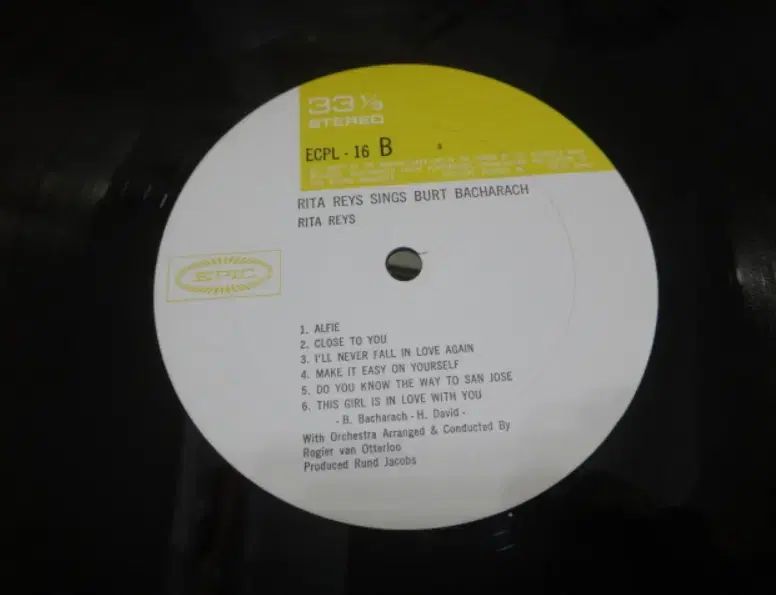 33 1/3
STEREO
ECPL - 16 B
RITA REYS SINGS BURT BACHARACH
RITA REYS
EPIC
1. ALFIE
2. CLOSE TO YOU
3. I'LL NEVER FALL IN LOVE AGAIN
4. MAKE IT EASY ON YOURSELF
5. DO YOU KNOW THE WAY TO SAN JOSE
6. THIS GIRL IS IN LOVE WITH YOU
- B. Bacharach - H. David -
With Orchestra Arranged & Conducted By
Rogier van Otterloo
Produced Rund Jacobs